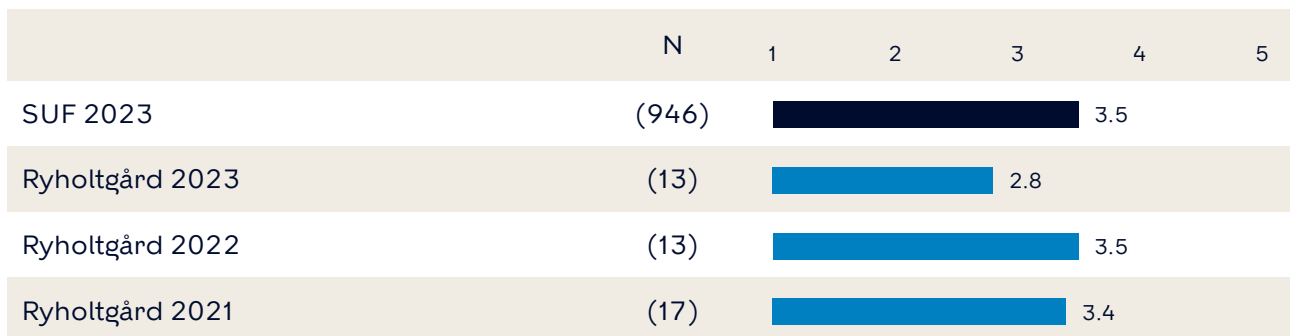 N 1 2 3 4 5
SUF 2023 (946) 3.5
Ryholtgård 2023 (13) 2.8
Ryholtgård 2022 (13) 3.5
Ryholtgård 2021 (17) 3.4